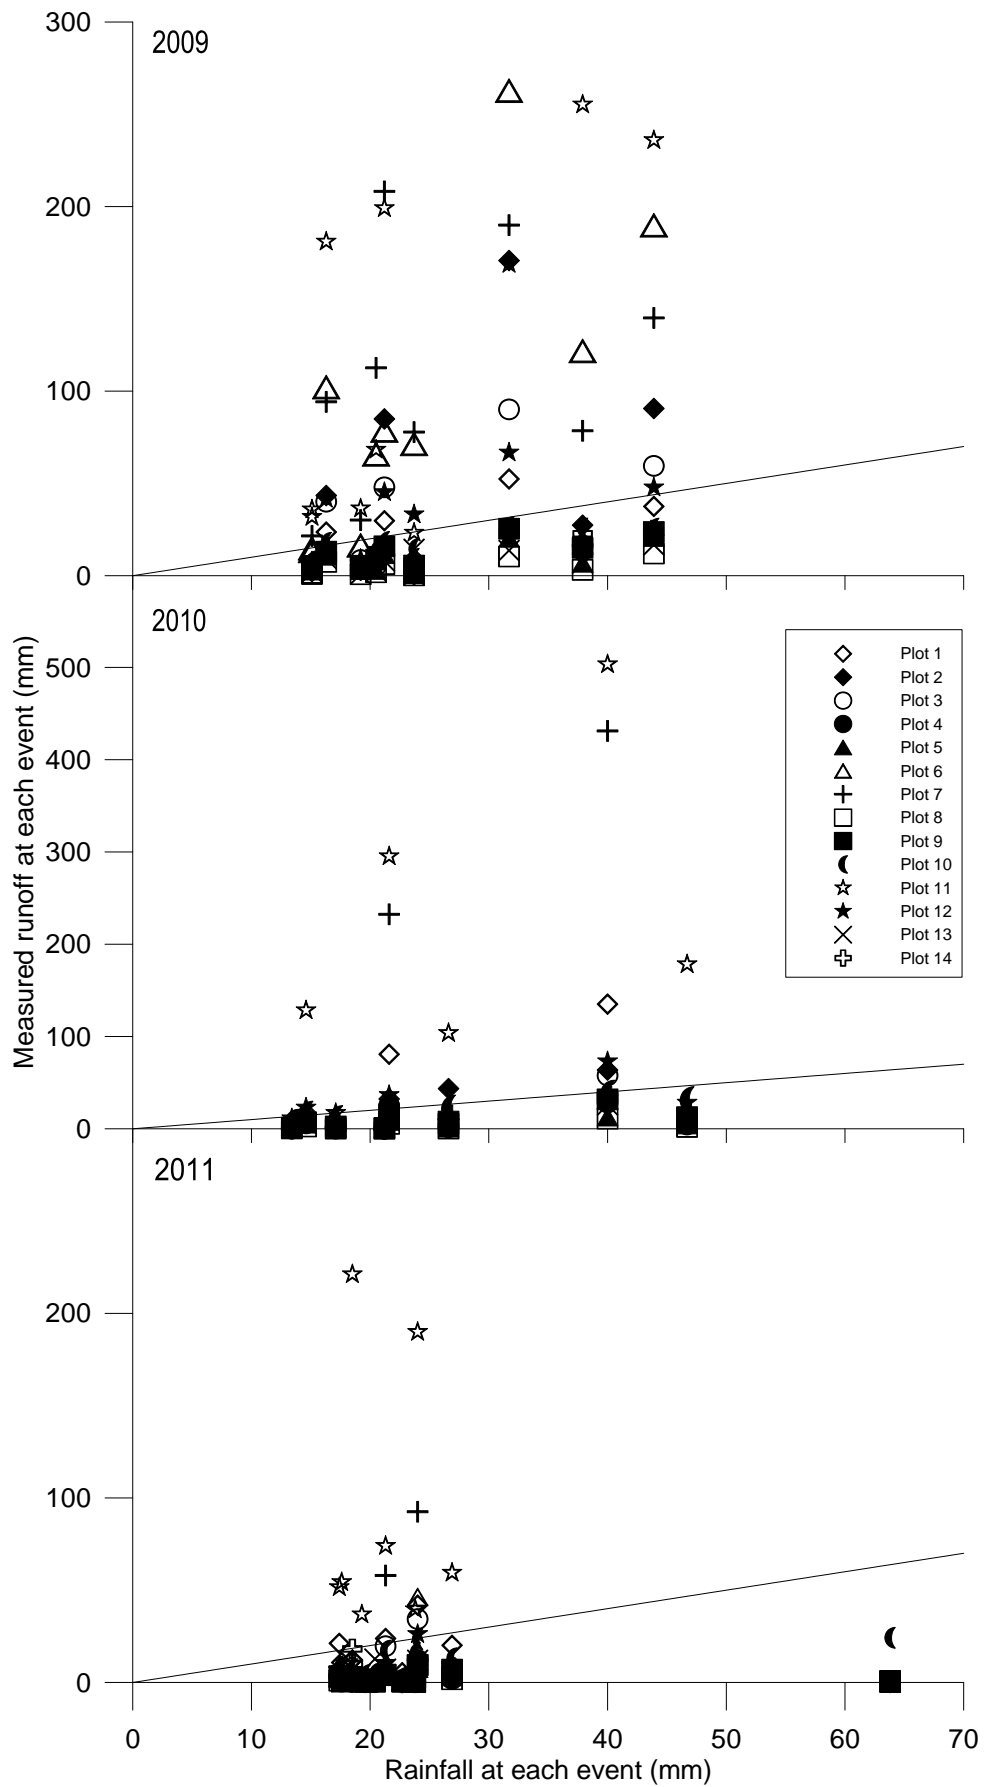 300
2009
200
100
0
2010
500
400
300
200
100
0
2011
200
100
0
Measured runoff at each event (mm)
Plot 1
Plot 2
Plot 3
Plot 4
Plot 5
Plot 6
Plot 7
Plot 8
Plot 9
Plot 10
Plot 11
Plot 12
Plot 13
Plot 14
0 10 20 30 40 50 60 70
Rainfall at each event (mm)